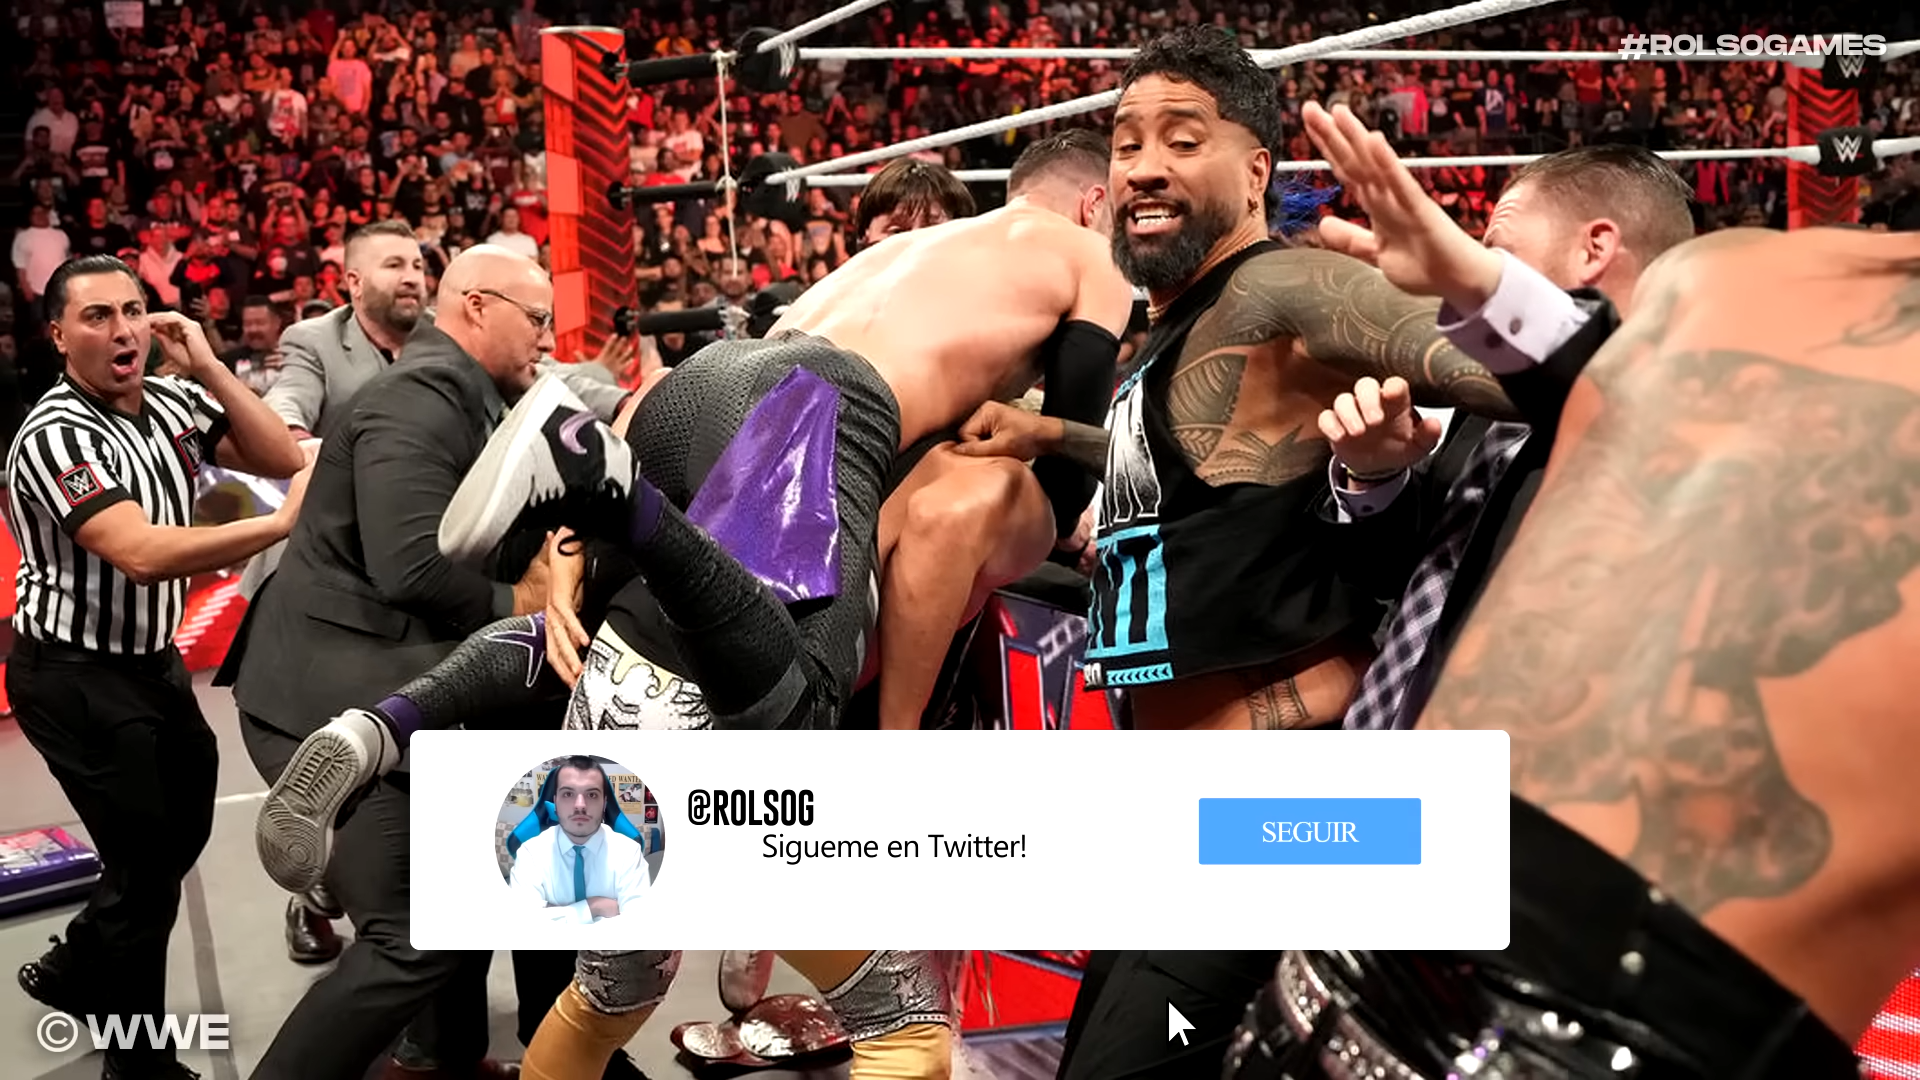 #ROLSOGAMES
@ROLSOG
Sigueme en Twitter!
SEGUIR
© WWE